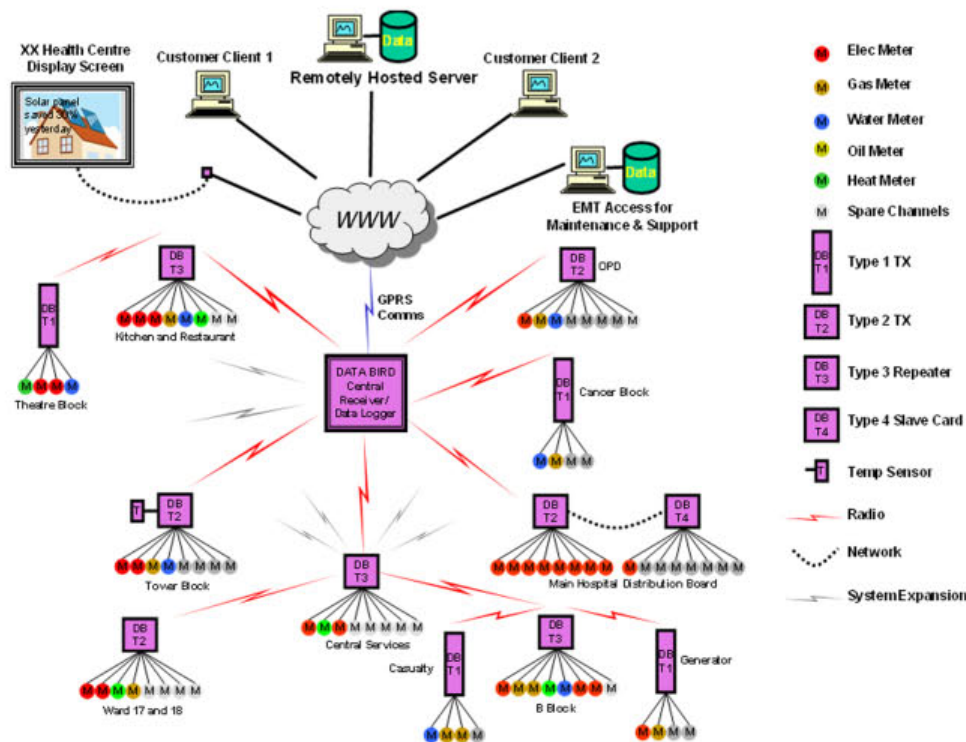 XX Health Centre
Display Screen
Solar panel
saved 30%
yesterday
Customer Client 1
Data
Remotely Hosted Server
Customer Client 2
Data
EMT Access for
Maintenance & Support
WWW
GPRS
Comms
DB
T3
M M M M M M M M
Kitchen and Restaurant
DB
T2
OPD
M M M M M M M M
DB
T1
M M M M
Theatre Block
DATA BIRD
Central
Receiver/
Data Logger
DB
T1
Cancer Block
M M M M
T
DB
T2
M M M M M M M M
Tower Block
DB
T3
M M M M M M M M
Central Services
DB
T2
DB
T4
M M M M M M M M
M M M M M M M M
Main Hospital Distribution Board
DB
T2
M M M M M M M M
Ward 17 and 18
Casualty
DB
T1
M M M M
DB
T3
M M M M M M M M
B Block
DB
T1
Generator
M M M M
M Elec Meter
M Gas Meter
M Water Meter
M Oil Meter
M Heat Meter
M Spare Channels
DB
T1
Type 1 TX
DB
T2
Type 2 TX
DB
T3
Type 3 Repeater
DB
T4
Type 4 Slave Card
T Temp Sensor
Radio
Network
System Expansion